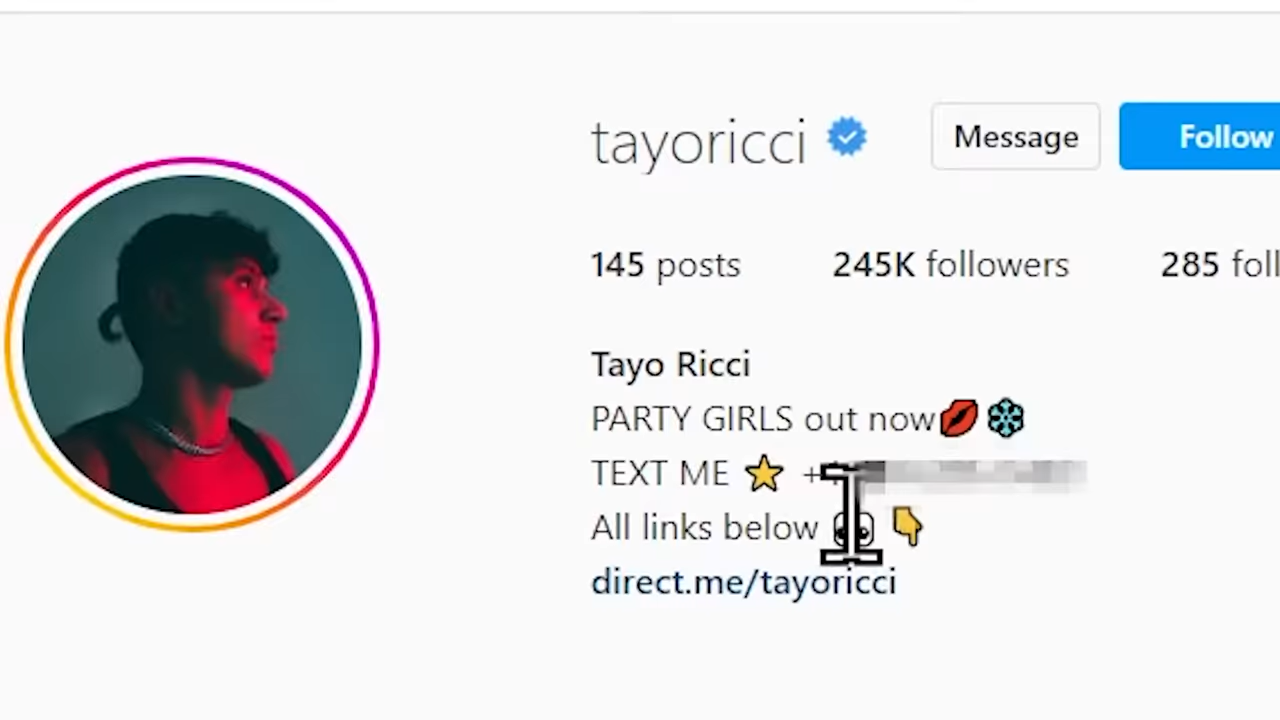 tayoricci
Message
Follow
145 posts
245K followers
285
Tayo Ricci
PARTY GIRLS out now💋❄️
TEXT ME ⭐ +
All links below 👇
direct.me/tayoricci